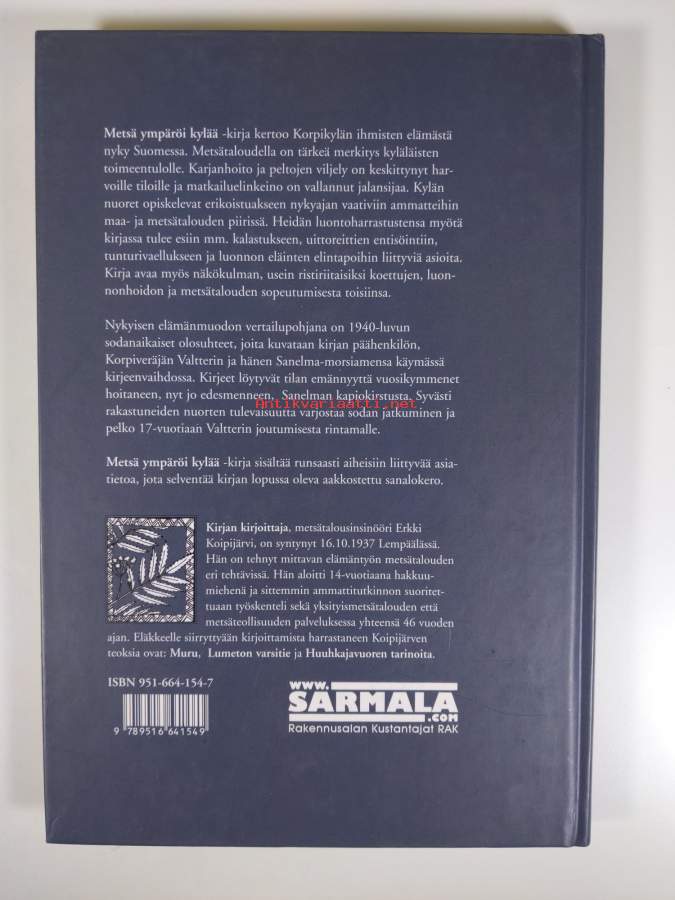 Metsä ympäröi kylää -kirja kertoo Korpikylän ihmisten elämästä
nyky Suomessa. Metsätaloudella on tärkeä merkitys kyläläisten
toimeentulolle. Karjanhoito ja peltojen viljely on keskittynyt har-
voille tiloille ja matkailuelinkeino on vallannut jalansijaa. Kylän
nuoret opiskelevat erikoistuakseen nykyajan vaativiin ammatteihin
maa- ja metsätalouden piirissä. Heidän luontoharrastustensa myötä
kirjassa tulee esiin mm. kalastukseen, uittoreittien entisöintiin,
tunturivaellukseen ja luonnon eläinten elintapoihin liittyviä asioita.
Kirja avaa myös näkökulman, usein ristiriitaisiksi koettujen, luon-
nonhoidon ja metsätalouden sopeutumisesta toisiinsa.
Nykyisen elämänmuodon vertailupohjana on 1940-luvun
sodanaikaiset olosuhteet, joita kuvataan kirjan päähenkilön,
Korpiveräjän Valtterin ja hänen Sanelma-morsiamensa käymässä
kirjeenvaihdossa. Kirjeet löytyvät tilan emännyyttä vuosikymmenet
hoitaneen, nyt jo edesmenneen, Sanelman kapiokirstusta. Syvästi
Antikvariaatti.net
rakastuneiden nuorten tulevaisuutta varjostaa sodan jatkuminen ja
pelko 17-vuotiaan Valtterin joutumisesta rintamalle.
Metsä ympäröi kylää -kirja sisältää runsaasti aiheisiin liittyvää asia-
tietoa, jota selventää kirjan lopussa oleva aakkostettu sanalokero.
Kirjan kirjoittaja, metsätalousinsinööri Erkki
Koipijärvi, on syntynyt 16.10.1937 Lempäälässä.
Hän on tehnyt mittavan elämäntyön metsätalouden
eri tehtävissä. Hän aloitti 14-vuotiaana hakkuu-
miehenä ja sittemmin ammattitutkinnon suoritet-
tuaan työskenteli sekä yksityismetsätalouden että
metsäteollisuuden palveluksessa yhteensä 46 vuoden
ajan. Eläkkeelle siirryttyään kirjoittamista harrastaneen Koipijärven
teoksia ovat: Muru, Lumeton varsitie ja Huuhkajavuoren tarinoita.
ISBN 951-664-154-7
9 789516 641549
www.
SARMALA
.com
Rakennusalan Kustantajat RAK